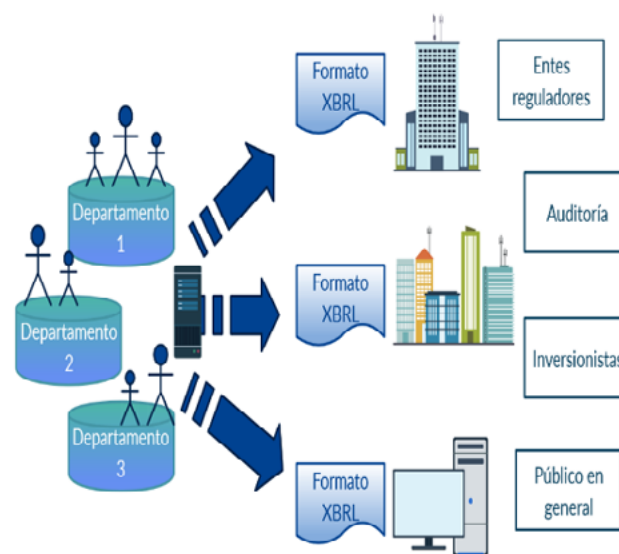 Formato
XBRL
Entes
reguladores
Departamento
1
Auditoría
Departamento
2
Formato
XBRL
Inversionistas
Departamento
3
Formato
XBRL
Público en
general